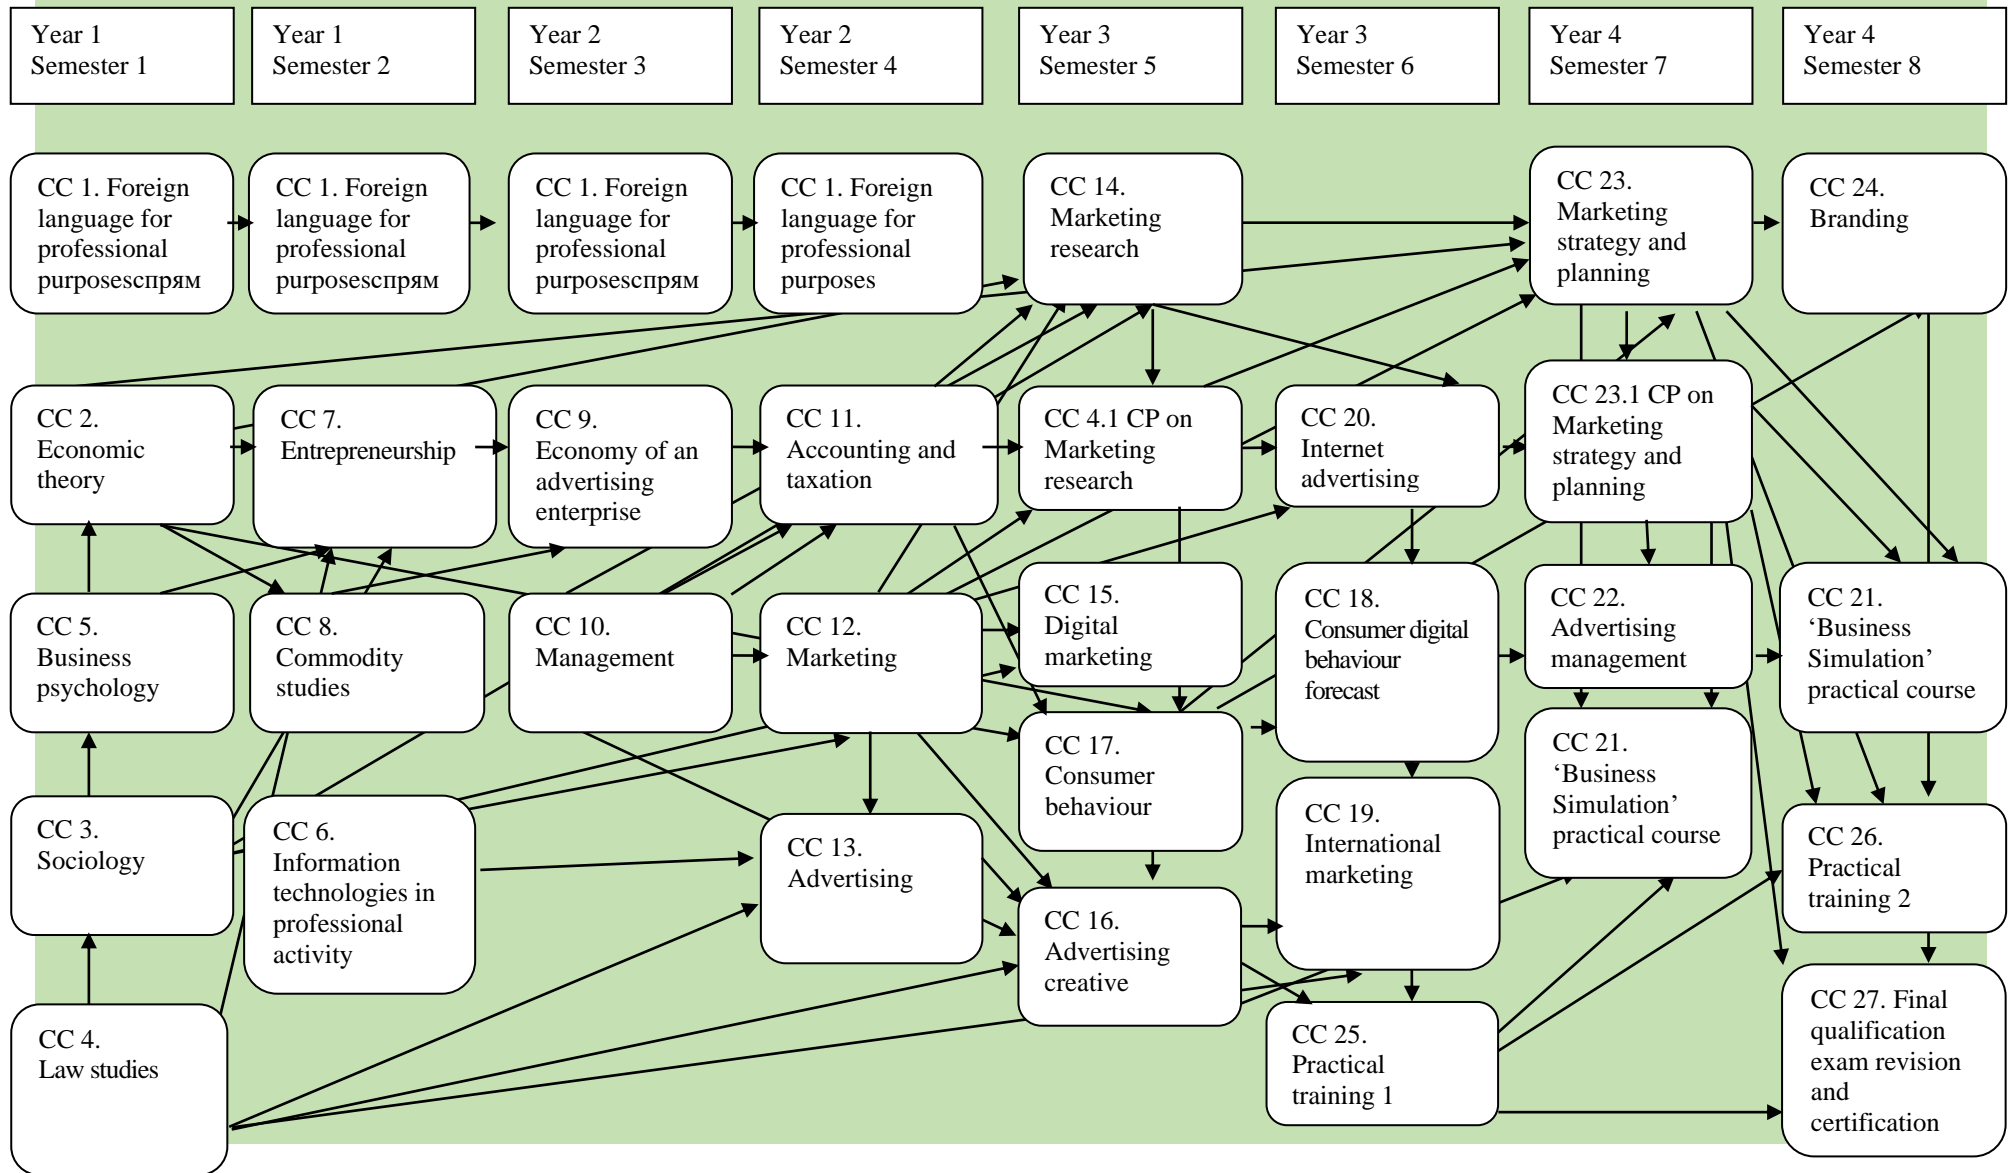 Year 1
Semester 1
Year 1
Semester 2
Year 2
Semester 3
Year 2
Semester 4
Year 3
Semester 5
Year 3
Semester 6
Year 4
Semester 7
Year 4
Semester 8
CC 1. Foreign
language for
professional
purposesспрям
CC 1. Foreign
language for
professional
purposesспрям
CC 1. Foreign
language for
professional
purposesспрям
CC 1. Foreign
language for
professional
purposes
CC 14.
Marketing
research
CC 23.
Marketing
strategy and
planning
CC 24.
Branding
CC 2.
Economic
theory
CC 7.
Entrepreneurship
CC 9.
Economy of an
advertising
enterprise
CC 11.
Accounting and
taxation
CC 4.1 CP on
Marketing
research
CC 20.
Internet
advertising
CC 23.1 CP on
Marketing
strategy and
planning
CC 5.
Business
psychology
CC 8.
Commodity
studies
CC 10.
Management
CC 12.
Marketing
CC 15.
Digital
marketing
CC 18.
Consumer digital
behaviour
forecast
CC 22.
Advertising
management
CC 21.
‘Business
Simulation’
practical course
CC 3.
Sociology
CC 6.
Information
technologies in
professional
activity
CC 13.
Advertising
CC 17.
Consumer
behaviour
CC 19.
International
marketing
CC 21.
‘Business
Simulation’
practical course
CC 26.
Practical
training 2
CC 4.
Law studies
CC 16.
Advertising
creative
CC 25.
Practical
training 1
CC 27. Final
qualification
exam revision
and
certification